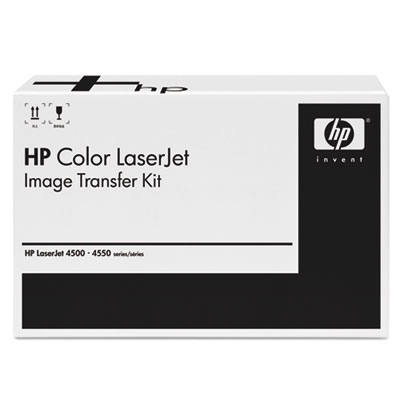 hp
HP Color LaserJet
Image Transfer Kit
HP LaserJet 4500 - 4550 series/séries
hp
invent